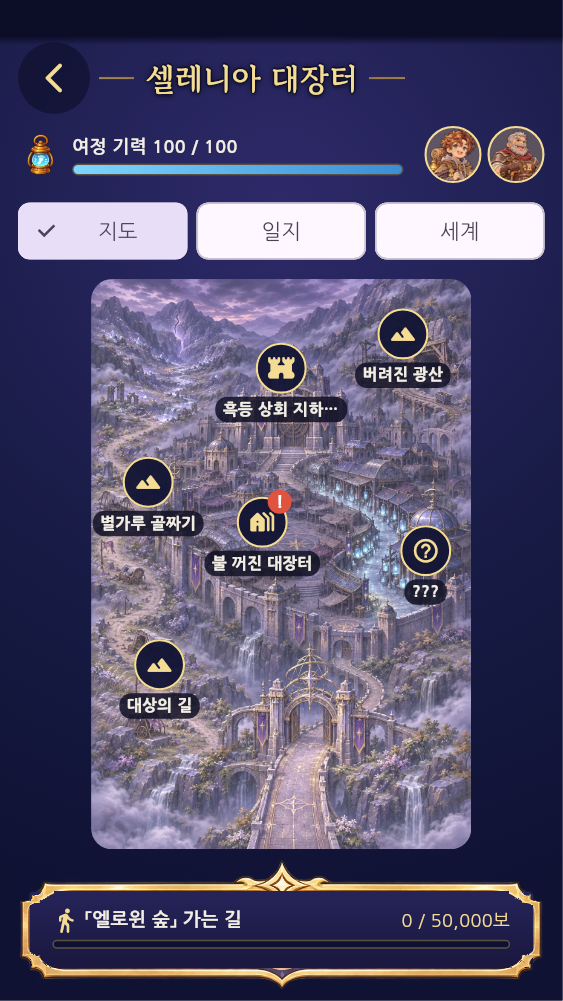 셀레니아 대장터
여정 기력 100 / 100
지도
일지
세계
버려진 광산
흑등 상회 지하…
별가루 골짜기
!
불 꺼진 대장터
?
???
대상의 길
「엘로윈 숲」 가는 길
0 / 50,000보